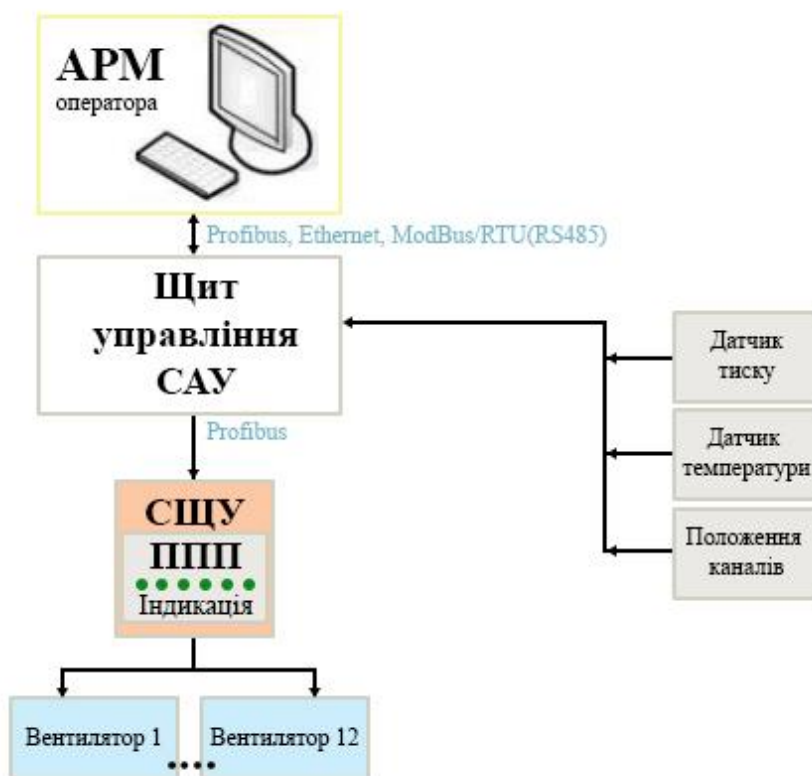 АРМ
оператора
Profibus, Ethernet, ModBus/RTU(RS485)
Щит
управління
САУ
Датчик
тиску
Датчик
температури
Положення
каналів
Profibus
СЩУ
ППП
Індикація
Вентилятор 1
Вентилятор 12